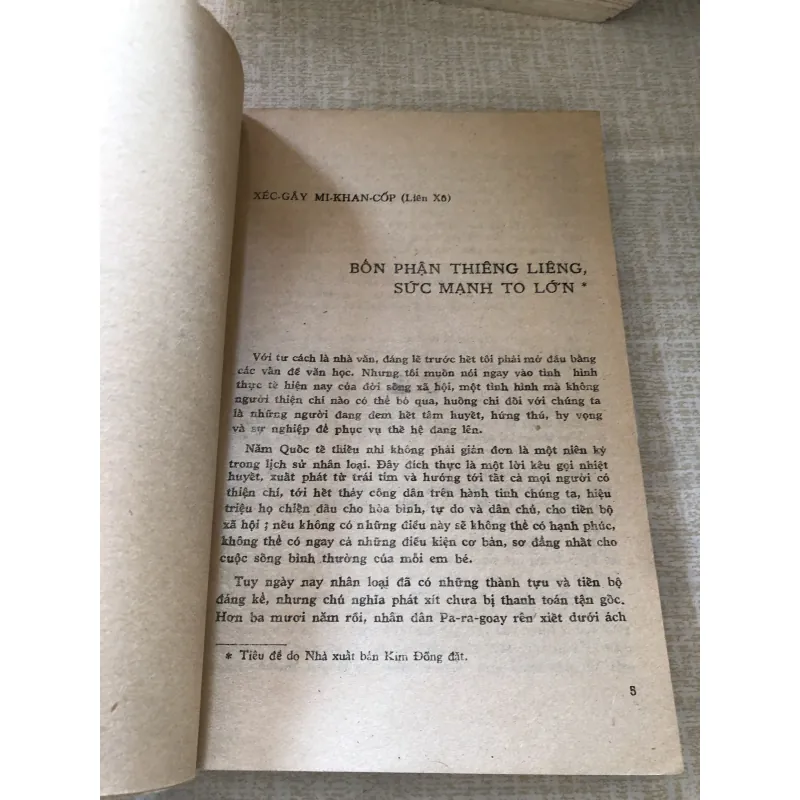 XÉC-GÂY MI-KHAN-CỐP (Liên Xô)
BỔN PHẬN THIÊNG LIÊNG,
SỨC MẠNH TO LỚN *
Với tư cách là nhà văn, đáng lẽ trước hết tôi phải mở đầu bằng
các vấn đề văn học. Nhưng tôi muốn nói ngay vào tình hình
thực tế hiện nay của đời sống xã hội, một tình hình mà không
người thiện chí nào có thể bỏ qua, huống chi đối với chúng ta
là những người đang đem hết tâm huyết, hứng thú, hy vọng
và sự nghiệp để phục vụ thế hệ đang lên.
Năm Quốc tế thiếu nhi không phải giản đơn là một niên kỷ
trong lịch sử nhân loại. Đây đích thực là một lời kêu gọi nhiệt
huyết, xuất phát từ trái tim và hướng tới tất cả mọi người có
thiện chí, tới hết thảy công dân trên hành tinh chúng ta, hiệu
triệu họ chiến đấu cho hòa bình, tự do và dân chủ, cho tiến bộ
xã hội ; nếu không có những điều này sẽ không thể có hạnh phúc,
không thể có ngay cả những điều kiện cơ bản, sơ đẳng nhất cho
cuộc sống bình thường của mỗi em bé.
Tuy ngày nay nhân loại đã có những thành tựu và tiến bộ
đáng kể, nhưng chủ nghĩa phát xít chưa bị thanh toán tận gốc.
Hơn ba mươi năm rồi, nhân dân Pa-ra-goay rên xiết dưới ách
* Tiêu đề dọ Nhà xuất bản Kim Đồng đặt.
5